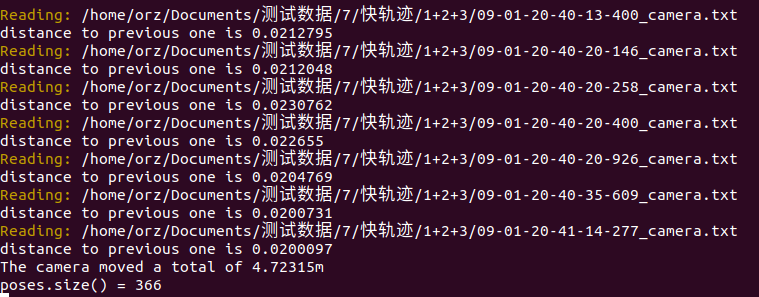 Reading: /home/orz/Documents/测试数据/7/快轨迹/1+2+3/09-01-20-40-13-400_camera.txt
distance to previous one is 0.0212795
Reading: /home/orz/Documents/测试数据/7/快轨迹/1+2+3/09-01-20-40-20-146_camera.txt
distance to previous one is 0.0212048
Reading: /home/orz/Documents/测试数据/7/快轨迹/1+2+3/09-01-20-40-20-258_camera.txt
distance to previous one is 0.0230762
Reading: /home/orz/Documents/测试数据/7/快轨迹/1+2+3/09-01-20-40-20-400_camera.txt
distance to previous one is 0.022655
Reading: /home/orz/Documents/测试数据/7/快轨迹/1+2+3/09-01-20-40-20-926_camera.txt
distance to previous one is 0.0204769
Reading: /home/orz/Documents/测试数据/7/快轨迹/1+2+3/09-01-20-40-35-609_camera.txt
distance to previous one is 0.0200731
Reading: /home/orz/Documents/测试数据/7/快轨迹/1+2+3/09-01-20-41-14-277_camera.txt
distance to previous one is 0.0200097
The camera moved a total of 4.72315m
poses.size() = 366